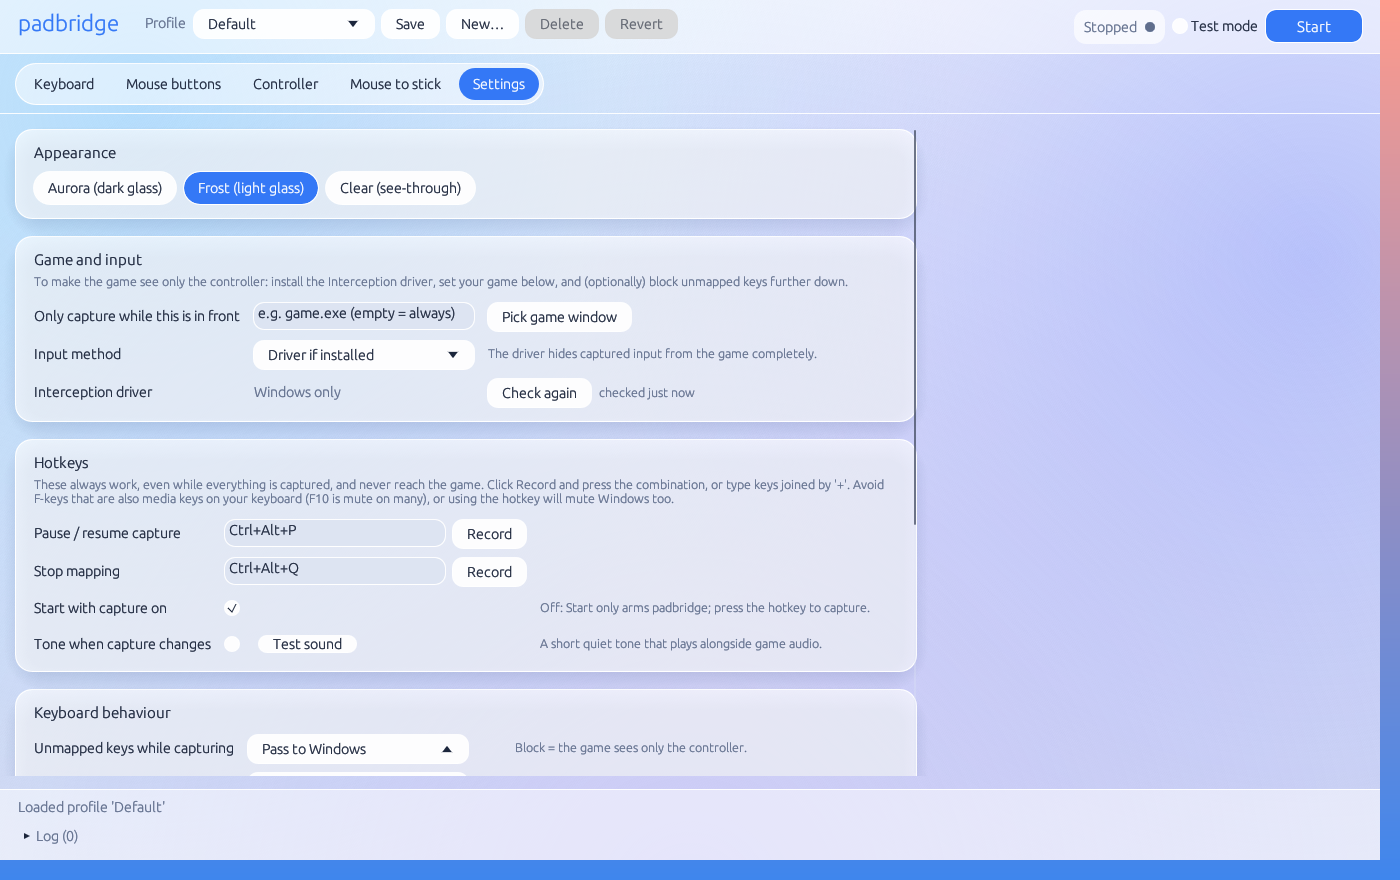 padbridge Profile Default Save New... Delete Revert Stopped Test mode Start
Keyboard Mouse buttons Controller Mouse to stick Settings
Appearance
Aurora (dark glass) Frost (light glass) Clear (see-through)
Game and input
To make the game see only the controller: install the Interception driver, set your game below, and (optionally) block unmapped keys further down.
Only capture while this is in front e.g. game.exe (empty = always) Pick game window
Input method Driver if installed The driver hides captured input from the game completely.
Interception driver Windows only Check again checked just now
Hotkeys
These always work, even while everything is captured, and never reach the game. Click Record and press the combination, or type keys joined by '+'. Avoid
F-keys that are also media keys on your keyboard (F10 is mute on many), or using the hotkey will mute Windows too.
Pause / resume capture Ctrl+Alt+P Record
Stop mapping Ctrl+Alt+Q Record
Start with capture on Off: Start only arms padbridge; press the hotkey to capture.
Tone when capture changes Test sound A short quiet tone that plays alongside game audio.
Keyboard behaviour
Unmapped keys while capturing Pass to Windows Block = the game sees only the controller.
Loaded profile 'Default'
Log (0)